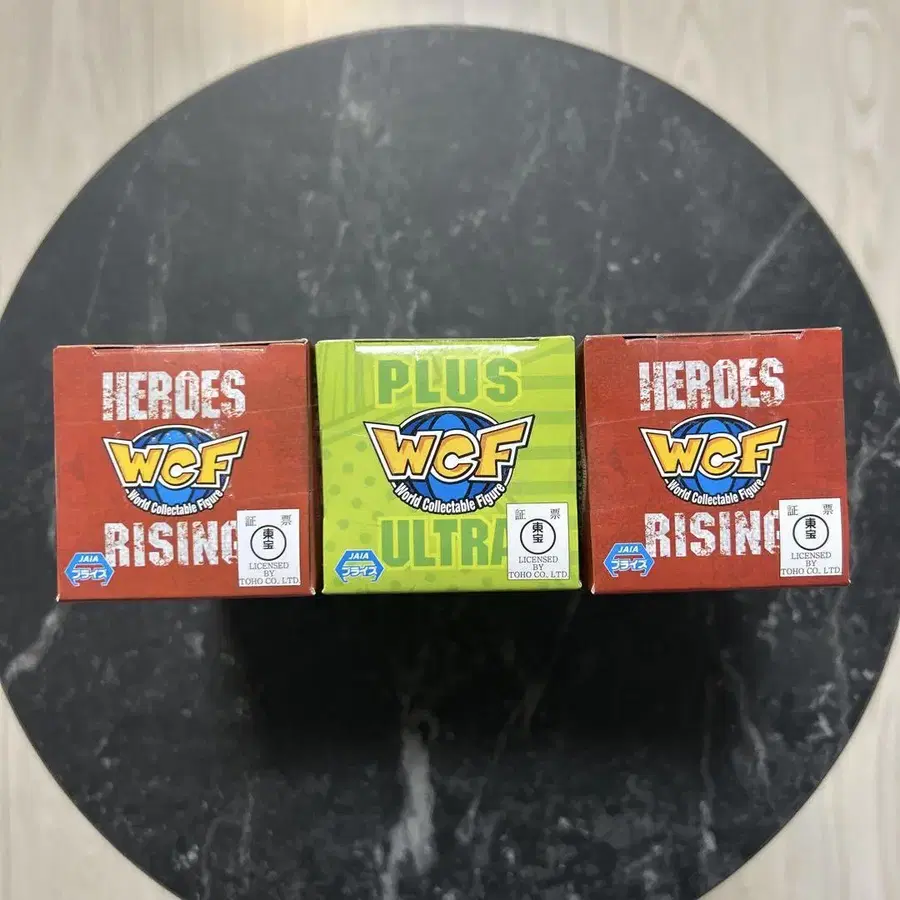 HEROES
WCF
World Collectable Figure
RISING
JAIA
プライズ
証 票
東宝
LICENSED
BY
TOHO CO., LTD.
PLUS
WCF
World Collectable Figure
ULTRA
JAIA
プライズ
証 票
東宝
LICENSED
BY
TOHO CO., LTD.
HEROES
WCF
World Collectable Figure
RISING
JAIA
プライズ
証 票
東宝
LICENSED
BY
TOHO CO., LTD.